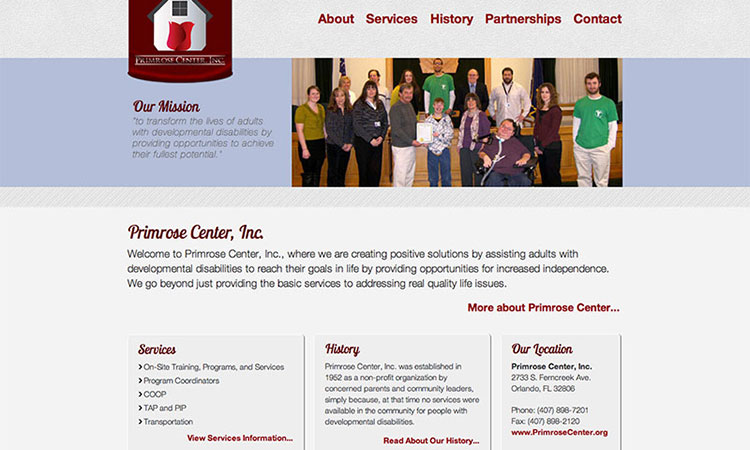 About Services History Partnerships Contact
PRIMROSE CENTER, INC.
Our Mission
"to transform the lives of adults
with developmental disabilities by
providing opportunities to achieve
their fullest potential."
Primrose Center, Inc.
Welcome to Primrose Center, Inc., where we are creating positive solutions by assisting adults with
developmental disabilities to reach their goals in life by providing opportunities for increased independence.
We go beyond just providing the basic services to addressing real quality life issues.
More about Primrose Center...
Services
On-Site Training, Programs, and Services
Program Coordinators
COOP
TAP and PIP
Transportation
View Services Information...
History
Primrose Center, Inc. was established in
1952 as a non-profit organization by
concerned parents and community leaders,
simply because, at that time no services were
available in the community for people with
developmental disabilities.
Read About Our History...
Our Location
Primrose Center, Inc.
2733 S. Ferncreek Ave.
Orlando, FL 32806
Phone: (407) 898-7201
Fax: (407) 898-2120
www.PrimroseCenter.org